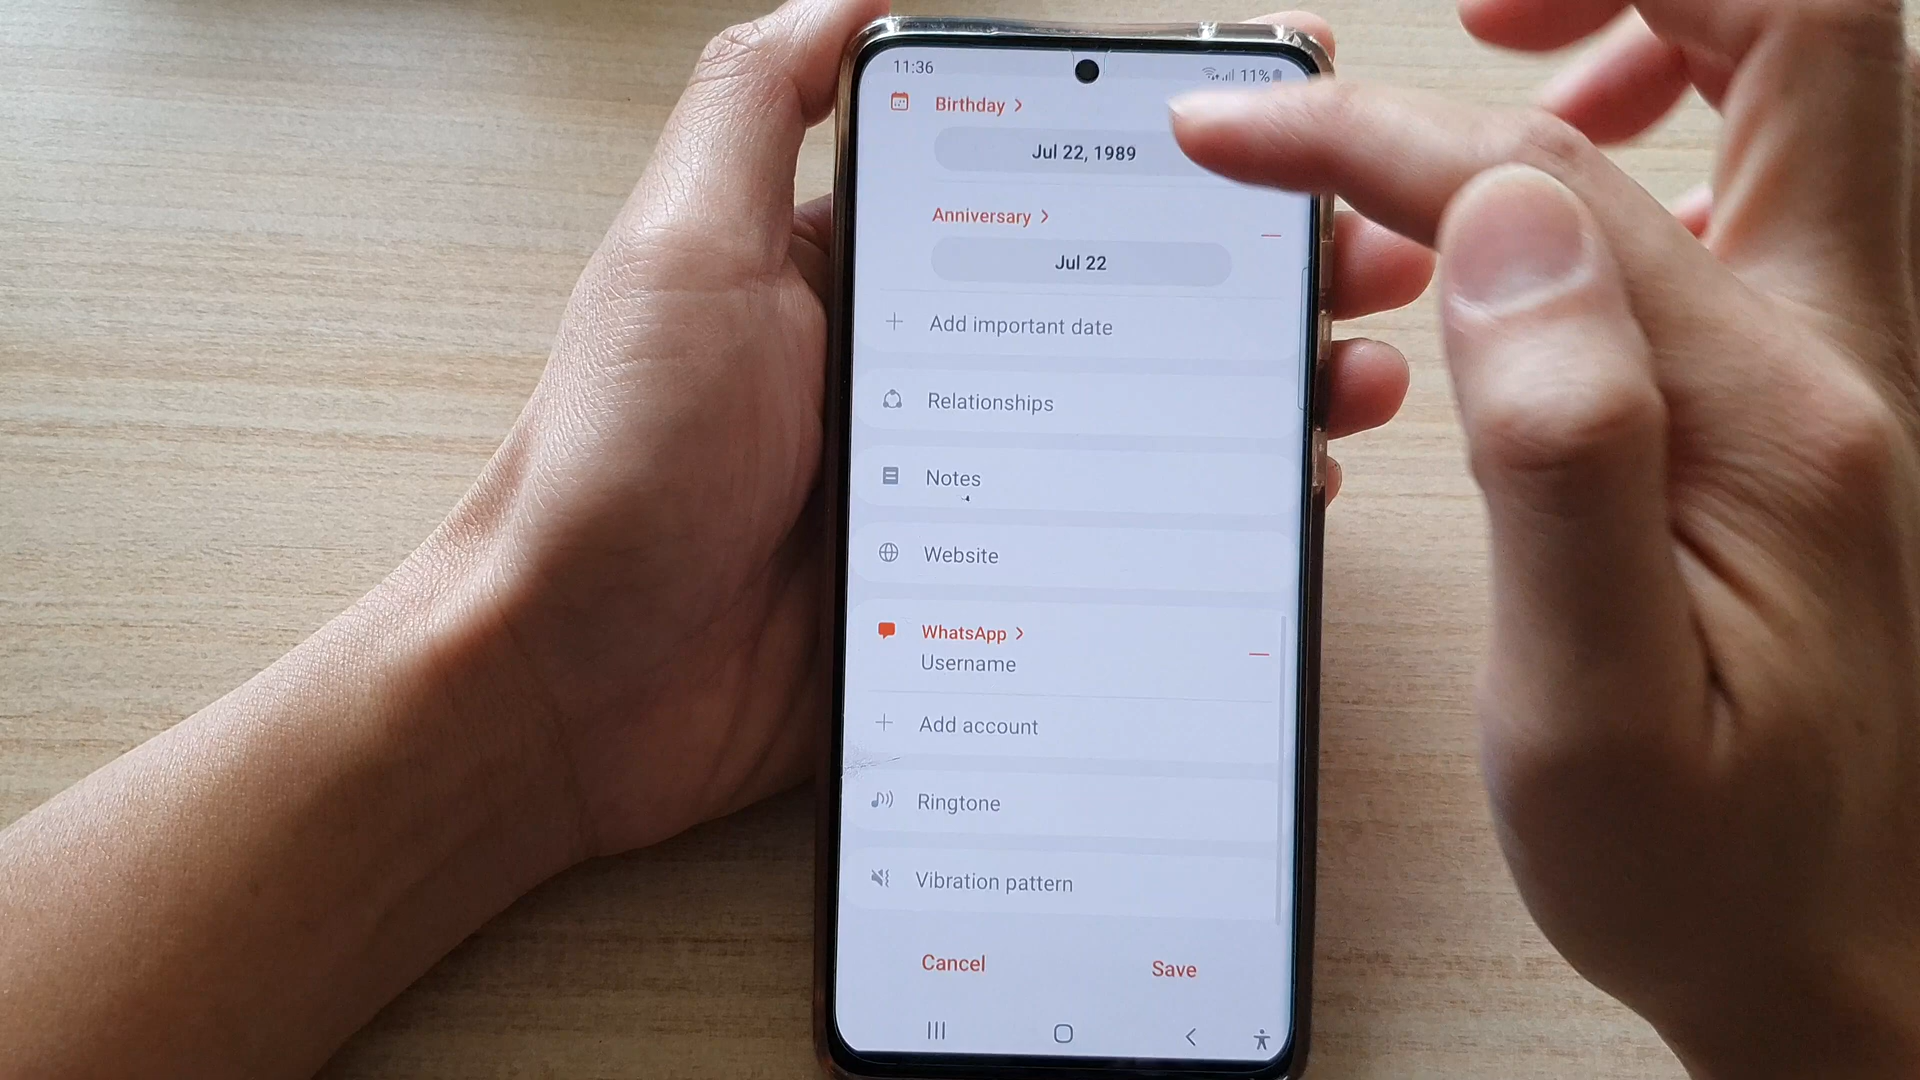 11:36
11%
Birthday >
Jul 22, 1989
Anniversary >
Jul 22
Add important date
Relationships
Notes
Website
WhatsApp >
Username
Add account
Ringtone
Vibration pattern
Cancel
Save